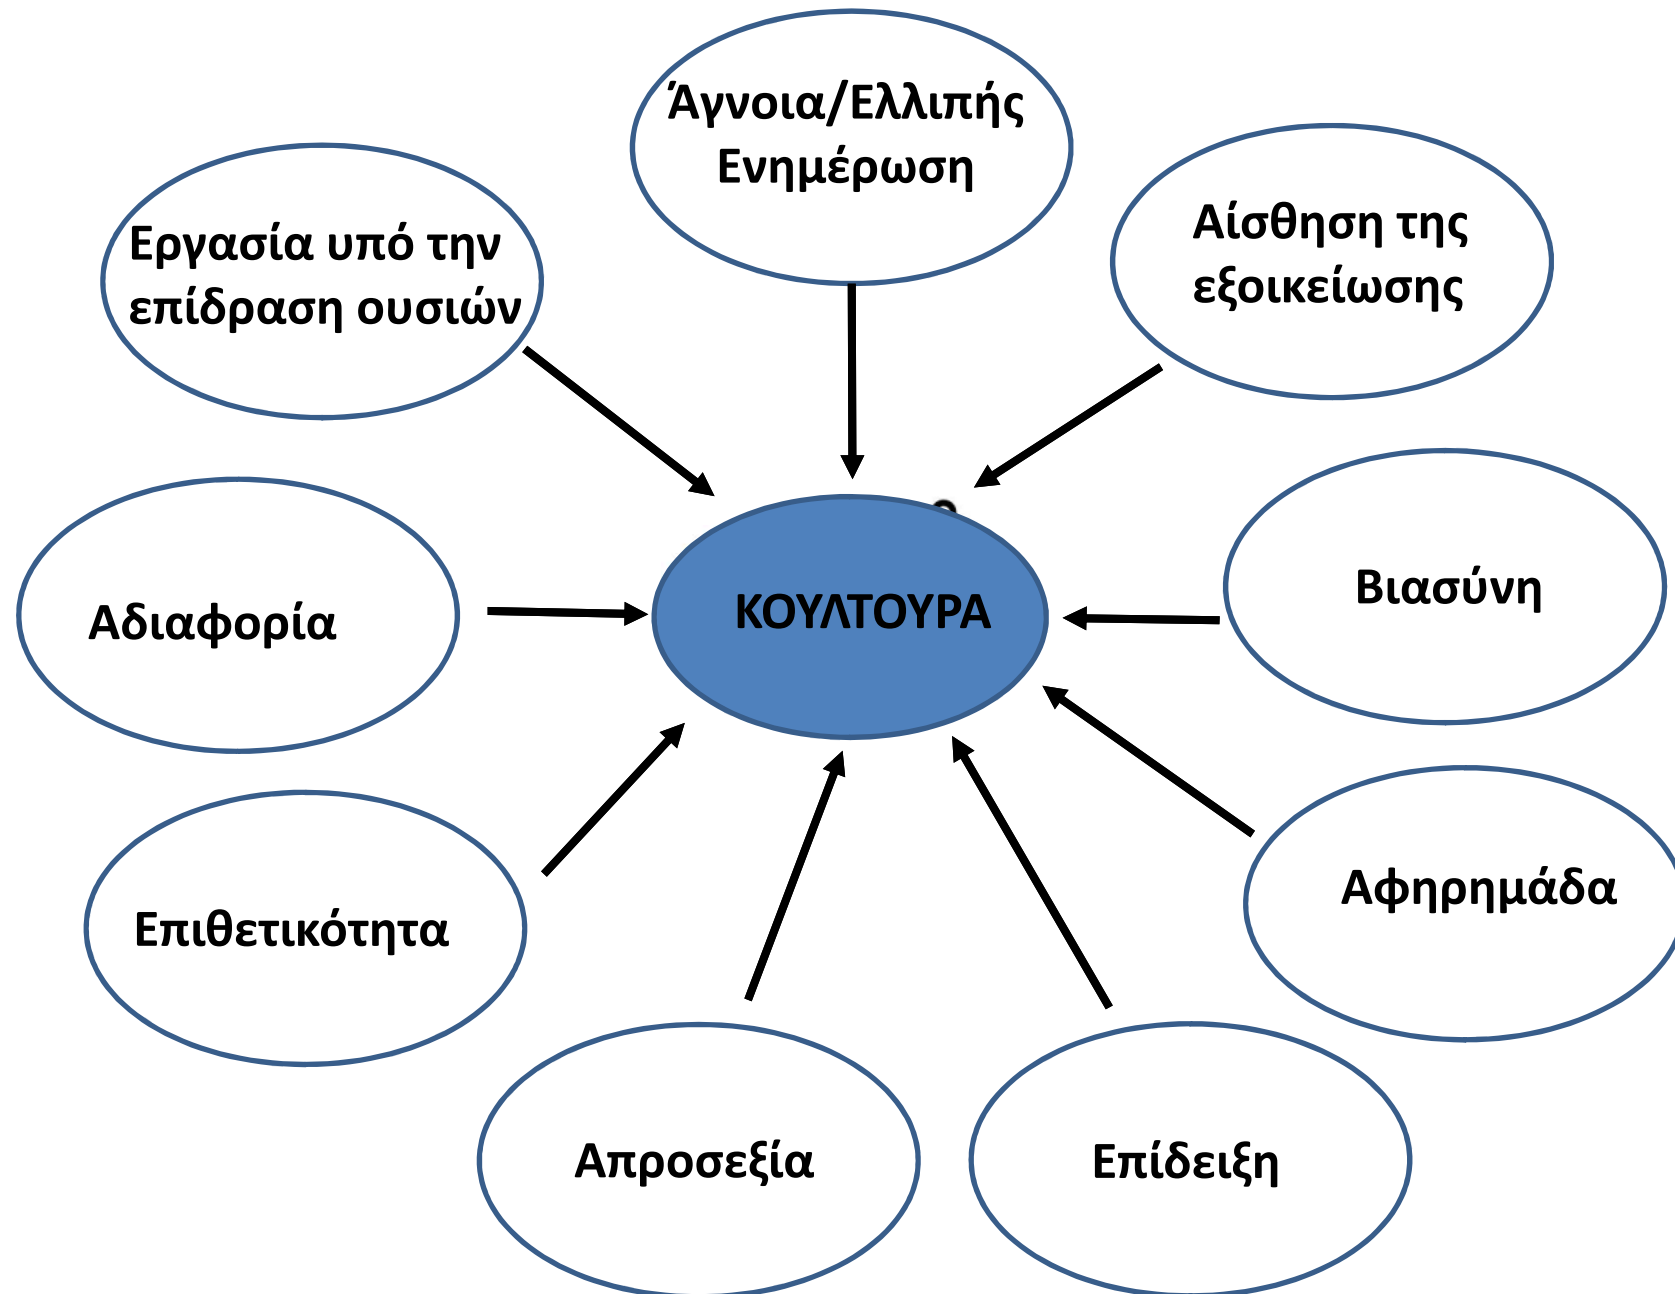 Άγνοια/Ελλιπής
Ενημέρωση
Αίσθηση της
εξοικείωσης
Εργασία υπό την
επίδραση ουσιών
Βιασύνη
ΚΟΥΛΤΟΥΡΑ
Αδιαφορία
Αφηρημάδα
Επιθετικότητα
Απροσεξία
Επίδειξη